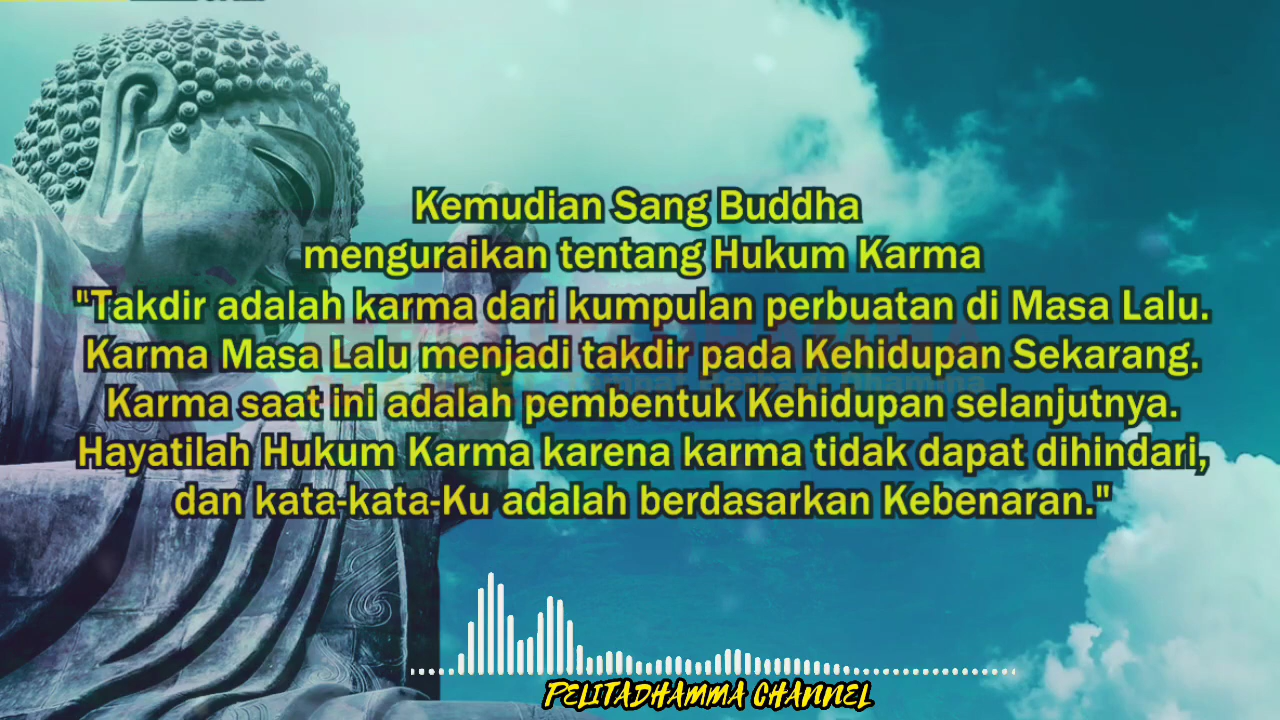 Kemudian Sang Buddha
menguraikan tentang Hukum Karma
"Takdir adalah karma dari kumpulan perbuatan di Masa Lalu.
Karma Masa Lalu menjadi takdir pada Kehidupan Sekarang.
Karma saat ini adalah pembentuk Kehidupan selanjutnya.
Hayatilah Hukum Karma karena karma tidak dapat dihindari,
dan kata-kata-Ku adalah berdasarkan Kebenaran."
PELITADHAMMA CHANNEL